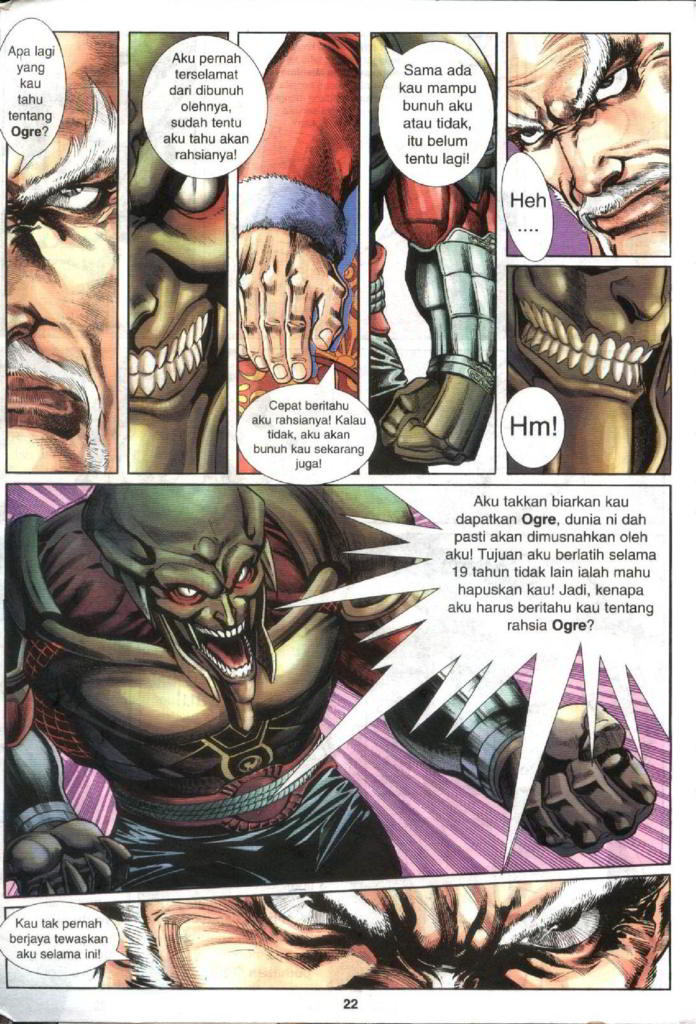 Apa lagi
yang
kau
tahu
tentang
Ogre?
Aku pernah
terselamat
dari dibunuh
olehnya,
sudah tentu
aku tahu akan
rahsianya!
Cepat beritahu
aku rahsianya! Kalau
tidak, aku akan
bunuh kau sekarang
juga!
Sama ada
kau mampu
bunuh aku
atau tidak,
itu belum
tentu lagi!
Heh
....
Hm!
Aku takkan biarkan kau
dapatkan Ogre, dunia ni dah
pasti akan dimusnahkan oleh
aku! Tujuan aku berlatih selama
19 tahun tidak lain ialah mahu
hapuskan kau! Jadi, kenapa
aku harus beritahu kau tentang
rahsia Ogre?
Kau tak pernah
berjaya tewaskan
aku selama ini!
22